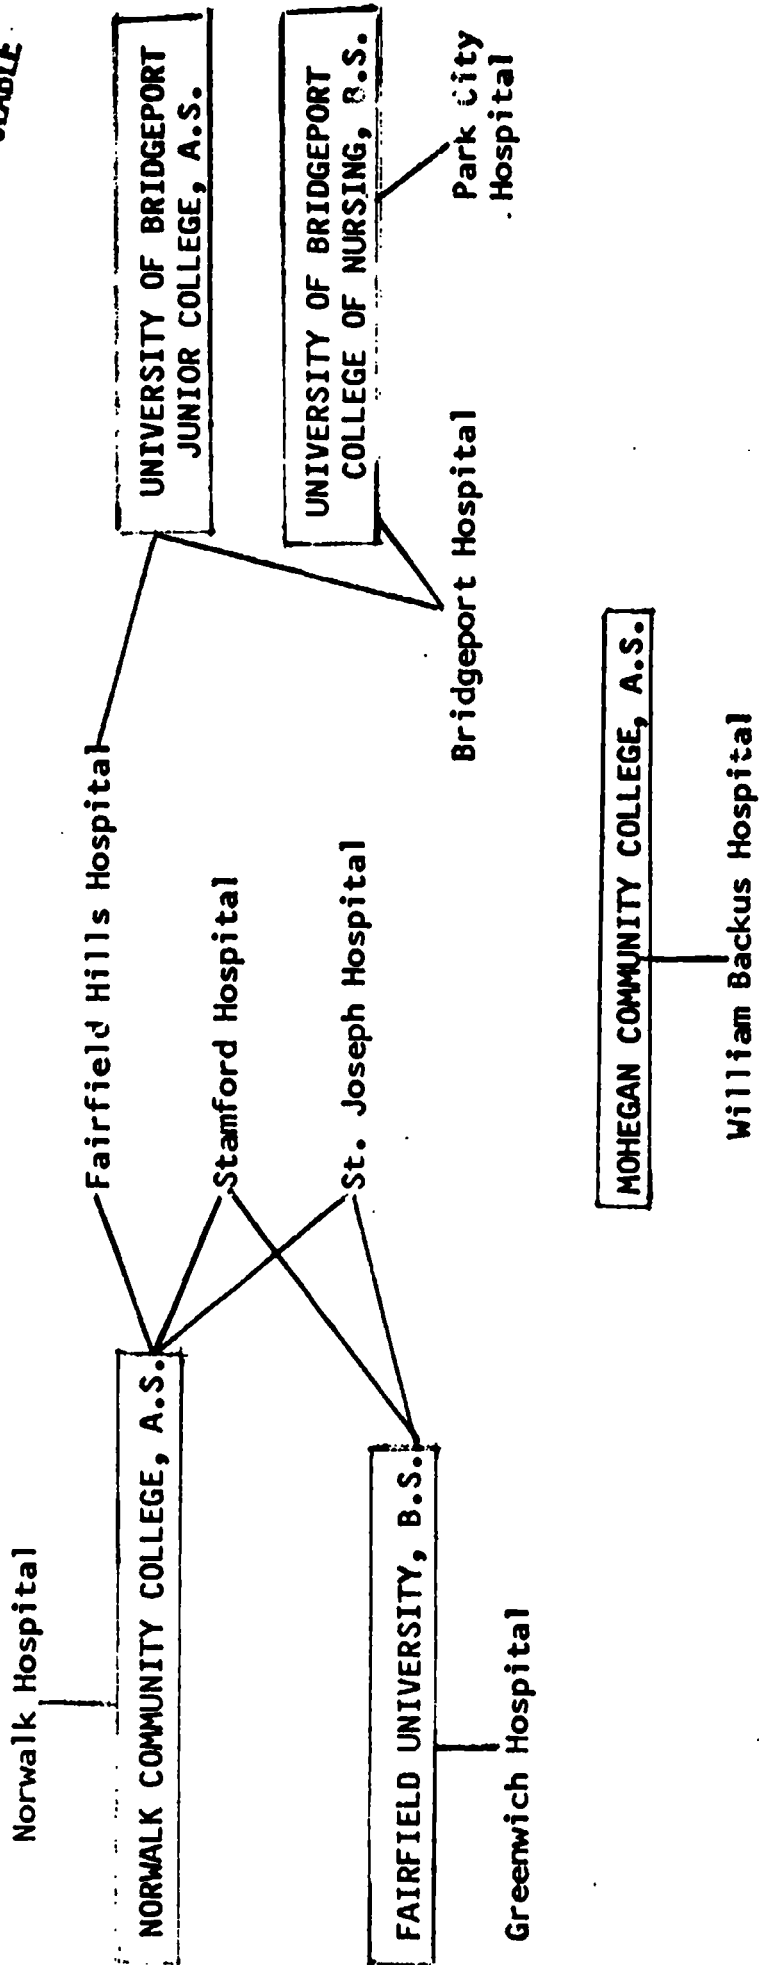 Norwalk Hospital
NORWALK COMMUNITY COLLEGE, A.S.
Fairfield Hills Hospital
UNIVERSITY OF BRIDGEPORT
JUNIOR COLLEGE, A.S.
Stamford Hospital
St. Joseph Hospital
FAIRFIELD UNIVERSITY, B.S.
UNIVERSITY OF BRIDGEPORT
COLLEGE OF NURSING, B.S.
Greenwich Hospital
Bridgeport Hospital
Park City
Hospital
MOHEGAN COMMUNITY COLLEGE, A.S.
William Backus Hospital